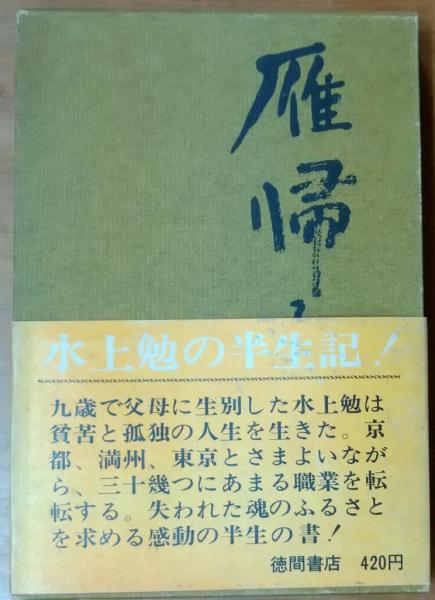 雁帰
水上勉の半生記！
九歳で父母に生別した水上勉は
貧苦と孤独の人生を生きた。京
都、満州、東京とさまよいなが
ら、三十幾つにあまる職業を転
転する。失われた魂のふるさと
を求める感動の半生の書！
徳間書店 420円